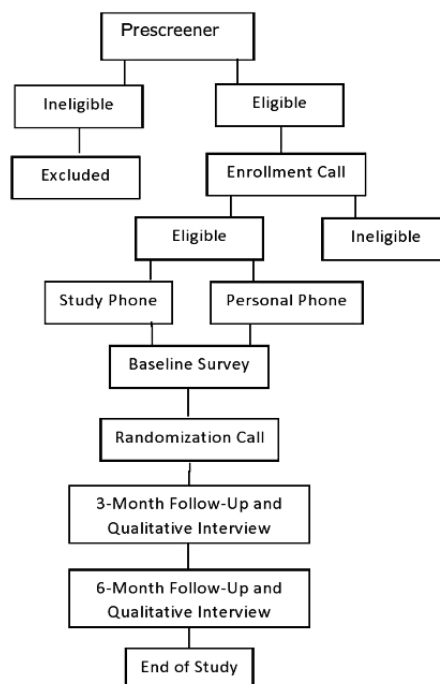 Prescreener
Ineligible
Eligible
Excluded
Enrollment Call
Eligible
Ineligible
Study Phone
Personal Phone
Baseline Survey
Randomization Call
3-Month Follow-Up and
Qualitative Interview
6-Month Follow-Up and
Qualitative Interview
End of Study